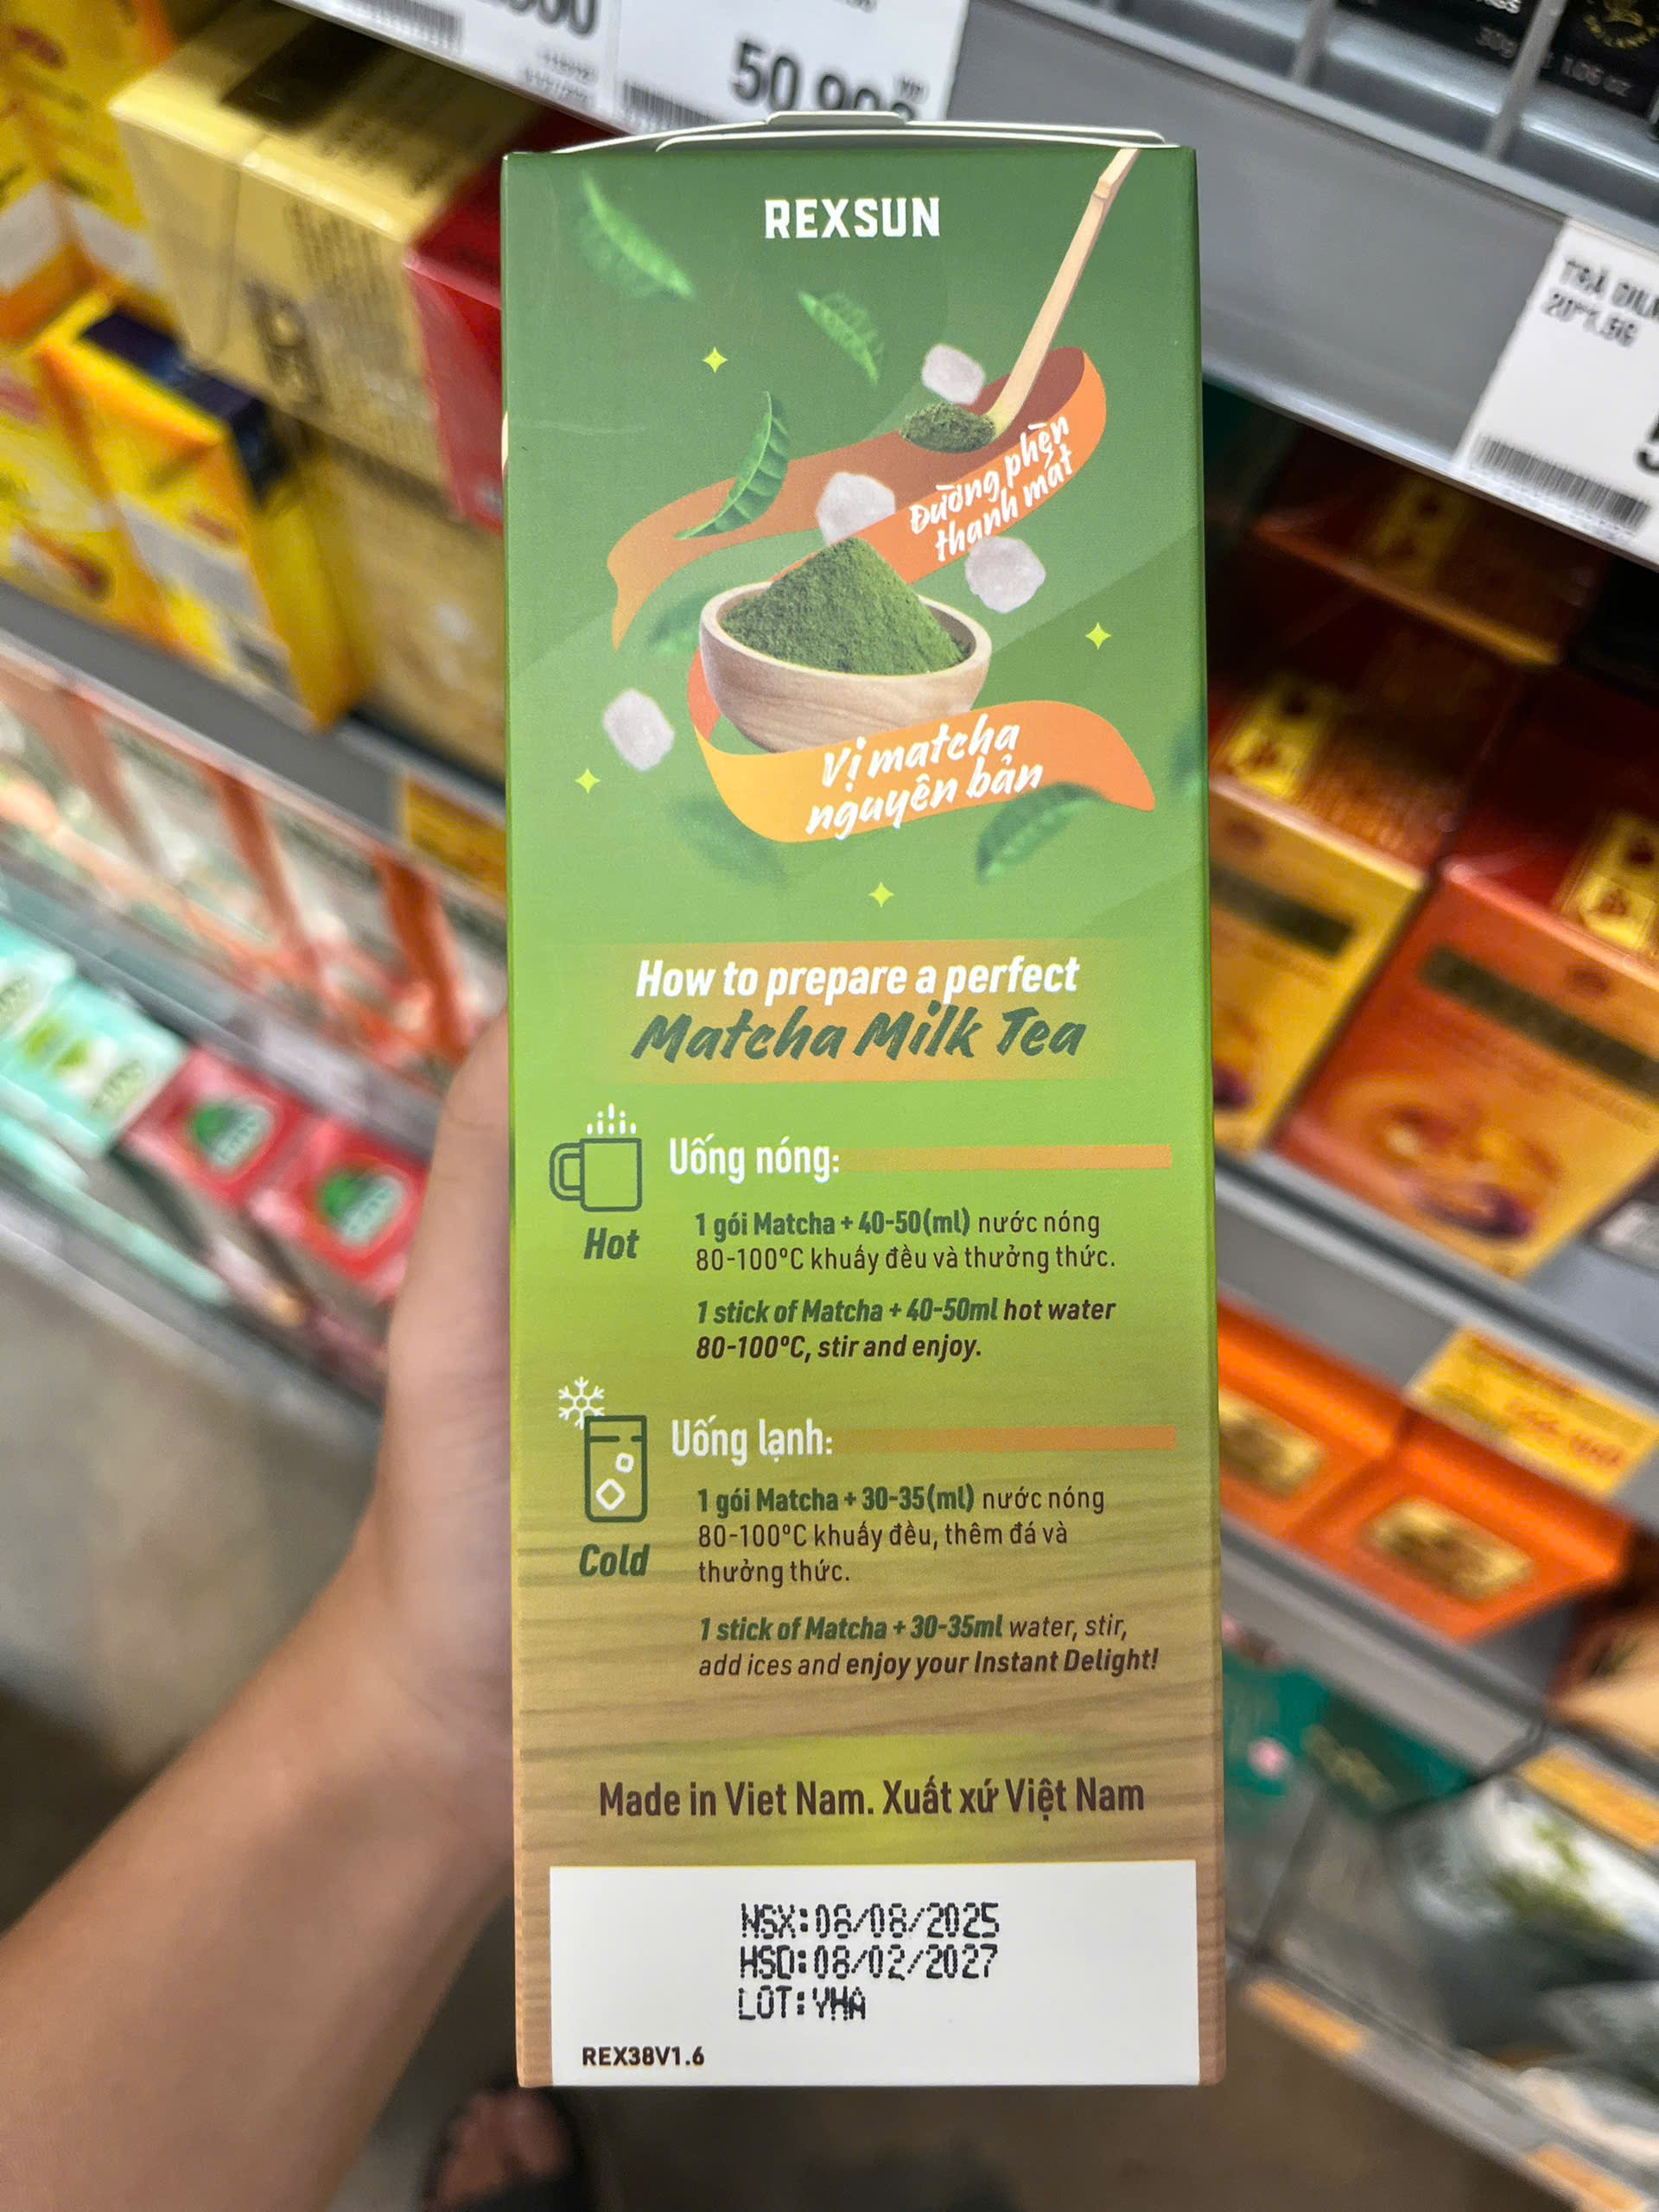 50.900
REXSUN
Đường phèn
thanh mát
Vị matcha
nguyên bản
How to prepare a perfect
Matcha Milk Tea
Uống nóng:
Hot
1 gói Matcha + 40-50(ml) nước nóng
80-100°C khuấy đều và thưởng thức.
1 stick of Matcha + 40-50ml hot water
80-100°C, stir and enjoy.
Uống lạnh:
Cold
1 gói Matcha + 30-35(ml) nước nóng
80-100°C khuấy đều, thêm đá và
thưởng thức.
1 stick of Matcha + 30-35ml water, stir,
add ices and enjoy your Instant Delight!
Made in Viet Nam. Xuất xứ Việt Nam
NSX:08/08/2025
HSD:08/02/2027
LOT:YHA
REX38V1.6